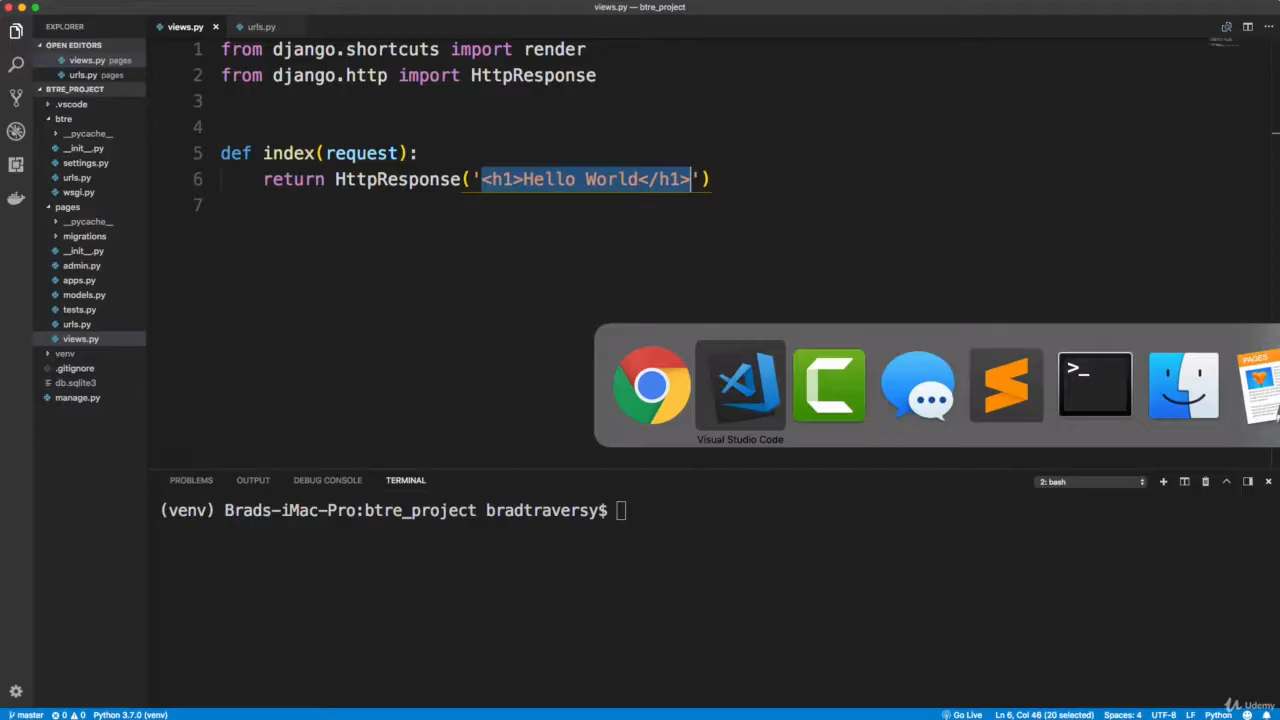 views.py — btre_project
EXPLORER
OPEN EDITORS
views.py pages
urls.py pages
BTRE_PROJECT
.vscode
btre
__pycache__
__init__.py
settings.py
urls.py
wsgi.py
pages
__pycache__
migrations
__init__.py
admin.py
apps.py
models.py
tests.py
urls.py
views.py
venv
.gitignore
db.sqlite3
manage.py
views.py
urls.py
1 from django.shortcuts import render
2 from django.http import HttpResponse
3
4
5 def index(request):
6 return HttpResponse('<h1>Hello World</h1>')
7
>_
PAGES
Visual Studio Code
PROBLEMS OUTPUT DEBUG CONSOLE TERMINAL
2: bash
(venv) Brads-iMac-Pro:btre_project bradtraversy$
master 0 0 Python 3.7.0 (venv)
Go Live Ln 6, Col 46 (20 selected) Spaces: 4 UTF-8 LF Python
Udemy